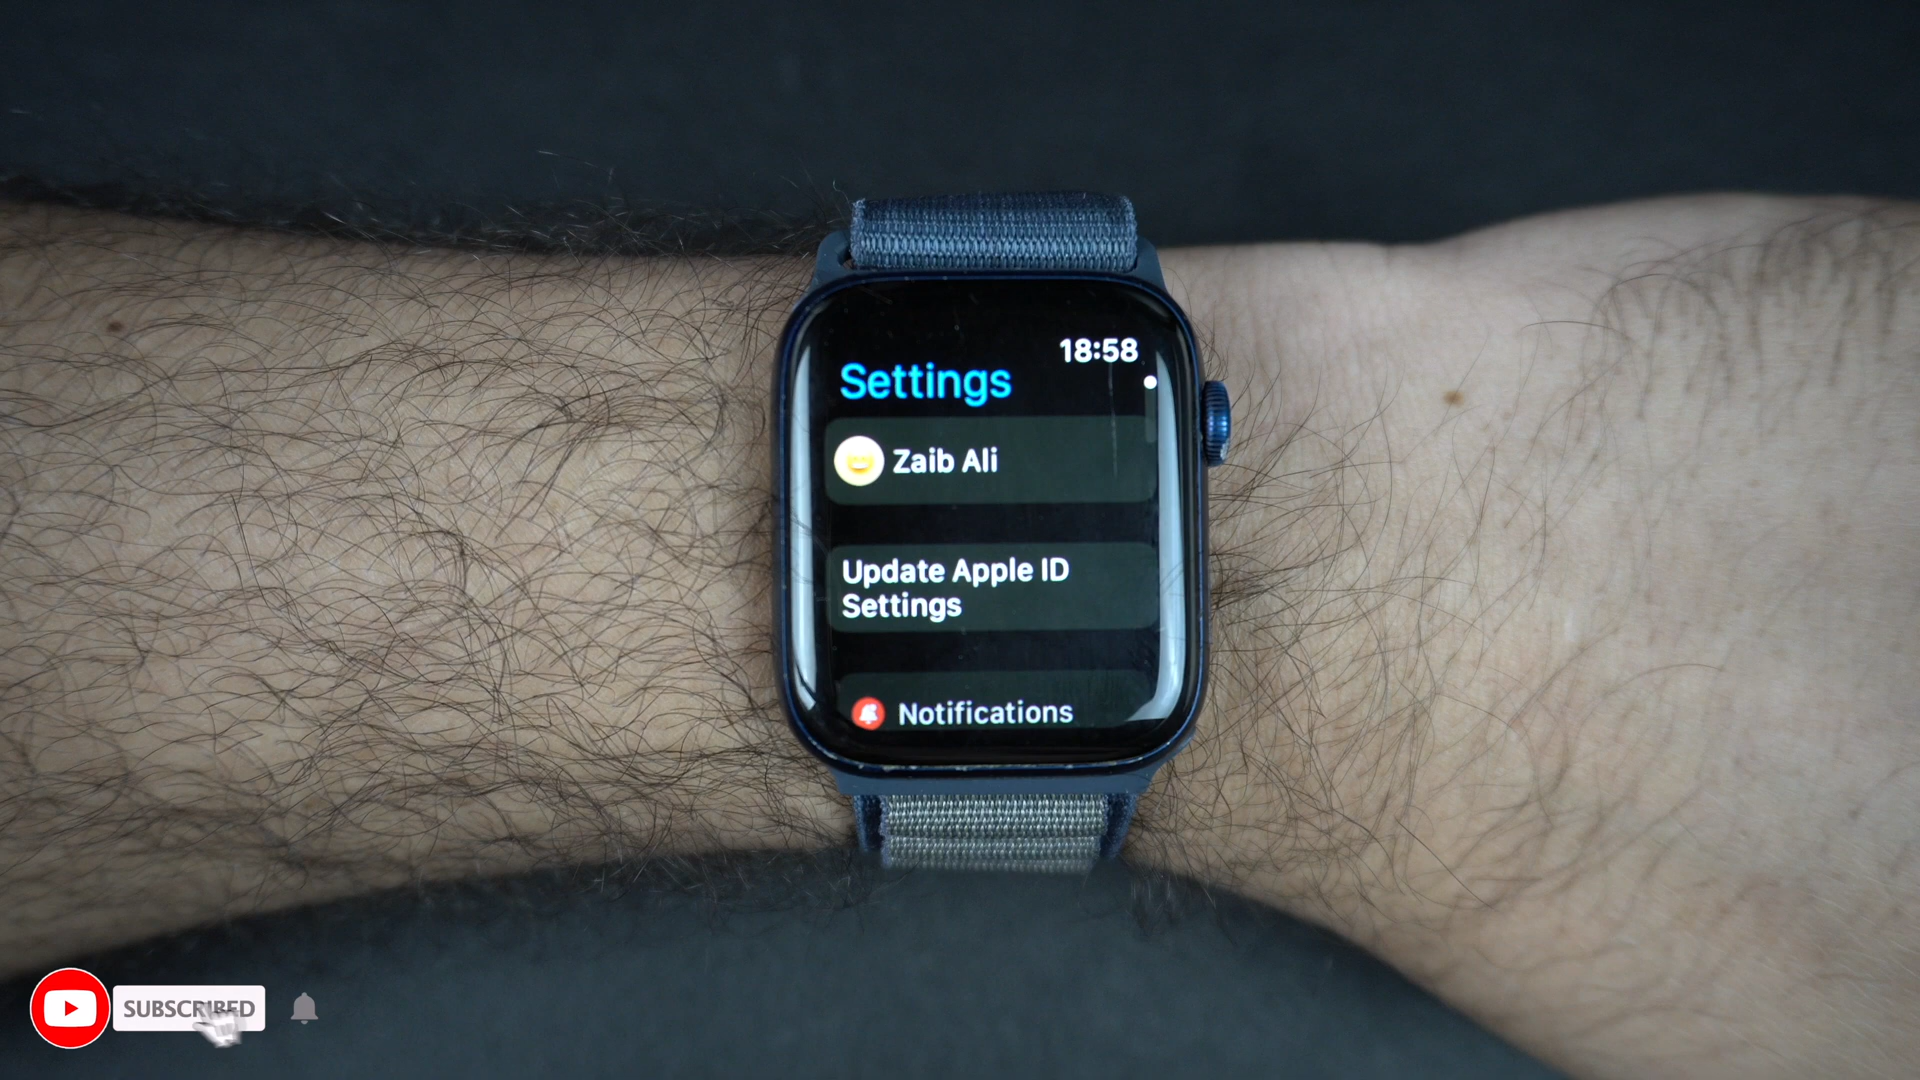 18:58
Settings
Zaib Ali
Update Apple ID
Settings
Notifications
SUBSCRIBED